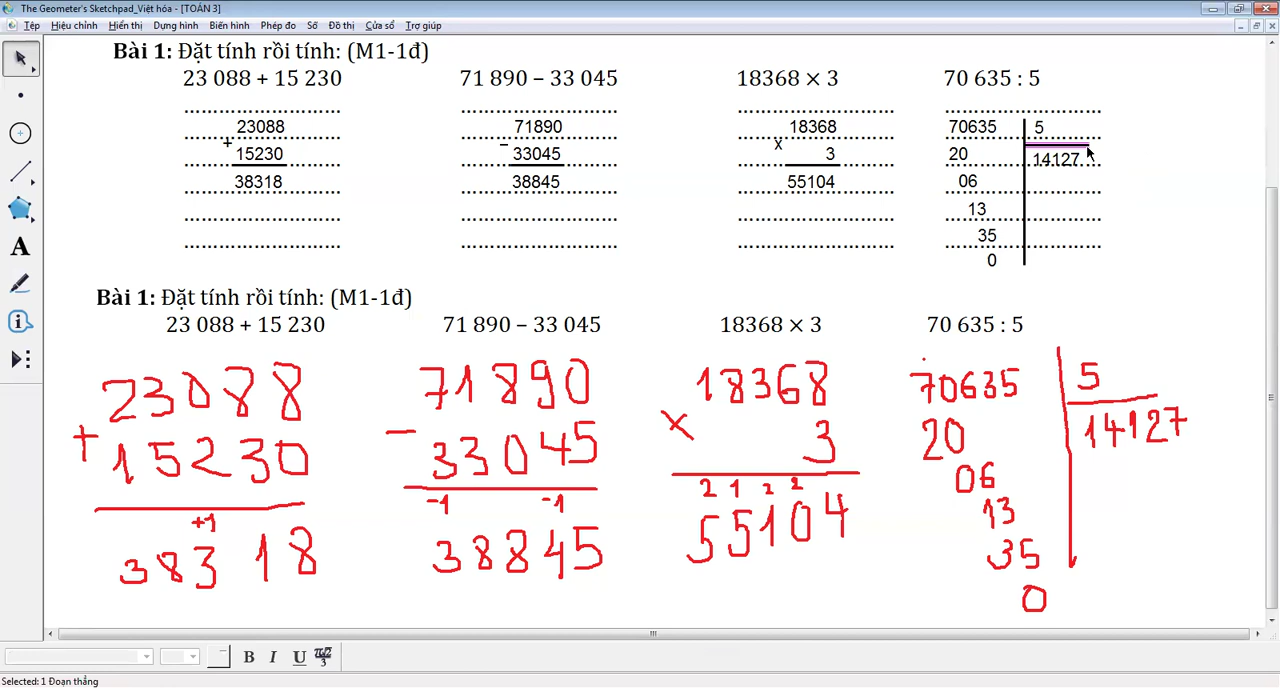 The Geometer's Sketchpad_Việt hóa - [TOÁN 3]
Tệp Hiệu chỉnh Hiển thị Dựng hình Biến hình Phép đo Số Đồ thị Cửa sổ Trợ giúp
Bài 1: Đặt tính rồi tính: (M1-1đ)
23 088 + 15 230 71 890 – 33 045 18368 × 3 70 635 : 5
23088 71890 18368 70635 5
+ – x
15230 33045 3 20 14127
38318 38845 55104 06
13
35
0
Bài 1: Đặt tính rồi tính: (M1-1đ)
23 088 + 15 230 71 890 – 33 045 18368 × 3 70 635 : 5
23088 71890 18368 70635 5
+ – x
15230 33045 3 20 14127
+1 -1 -1 2 1 2 2 06
38318 38845 55104 13
35
0
B I U
Selected: 1 Đoạn thẳng